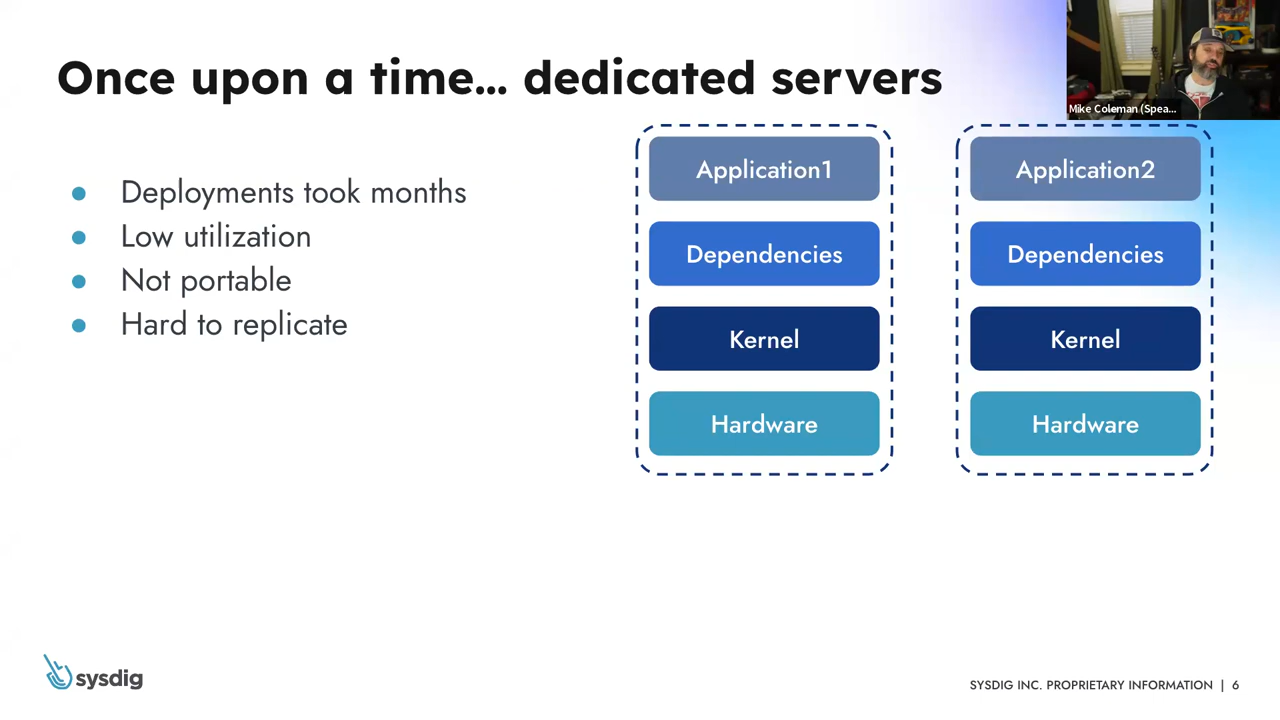 Once upon a time... dedicated servers
Mike Coleman (Spea...
Deployments took months
Low utilization
Not portable
Hard to replicate
Application1
Dependencies
Kernel
Hardware
Application2
Dependencies
Kernel
Hardware
sysdig
SYSDIG INC. PROPRIETARY INFORMATION | 6